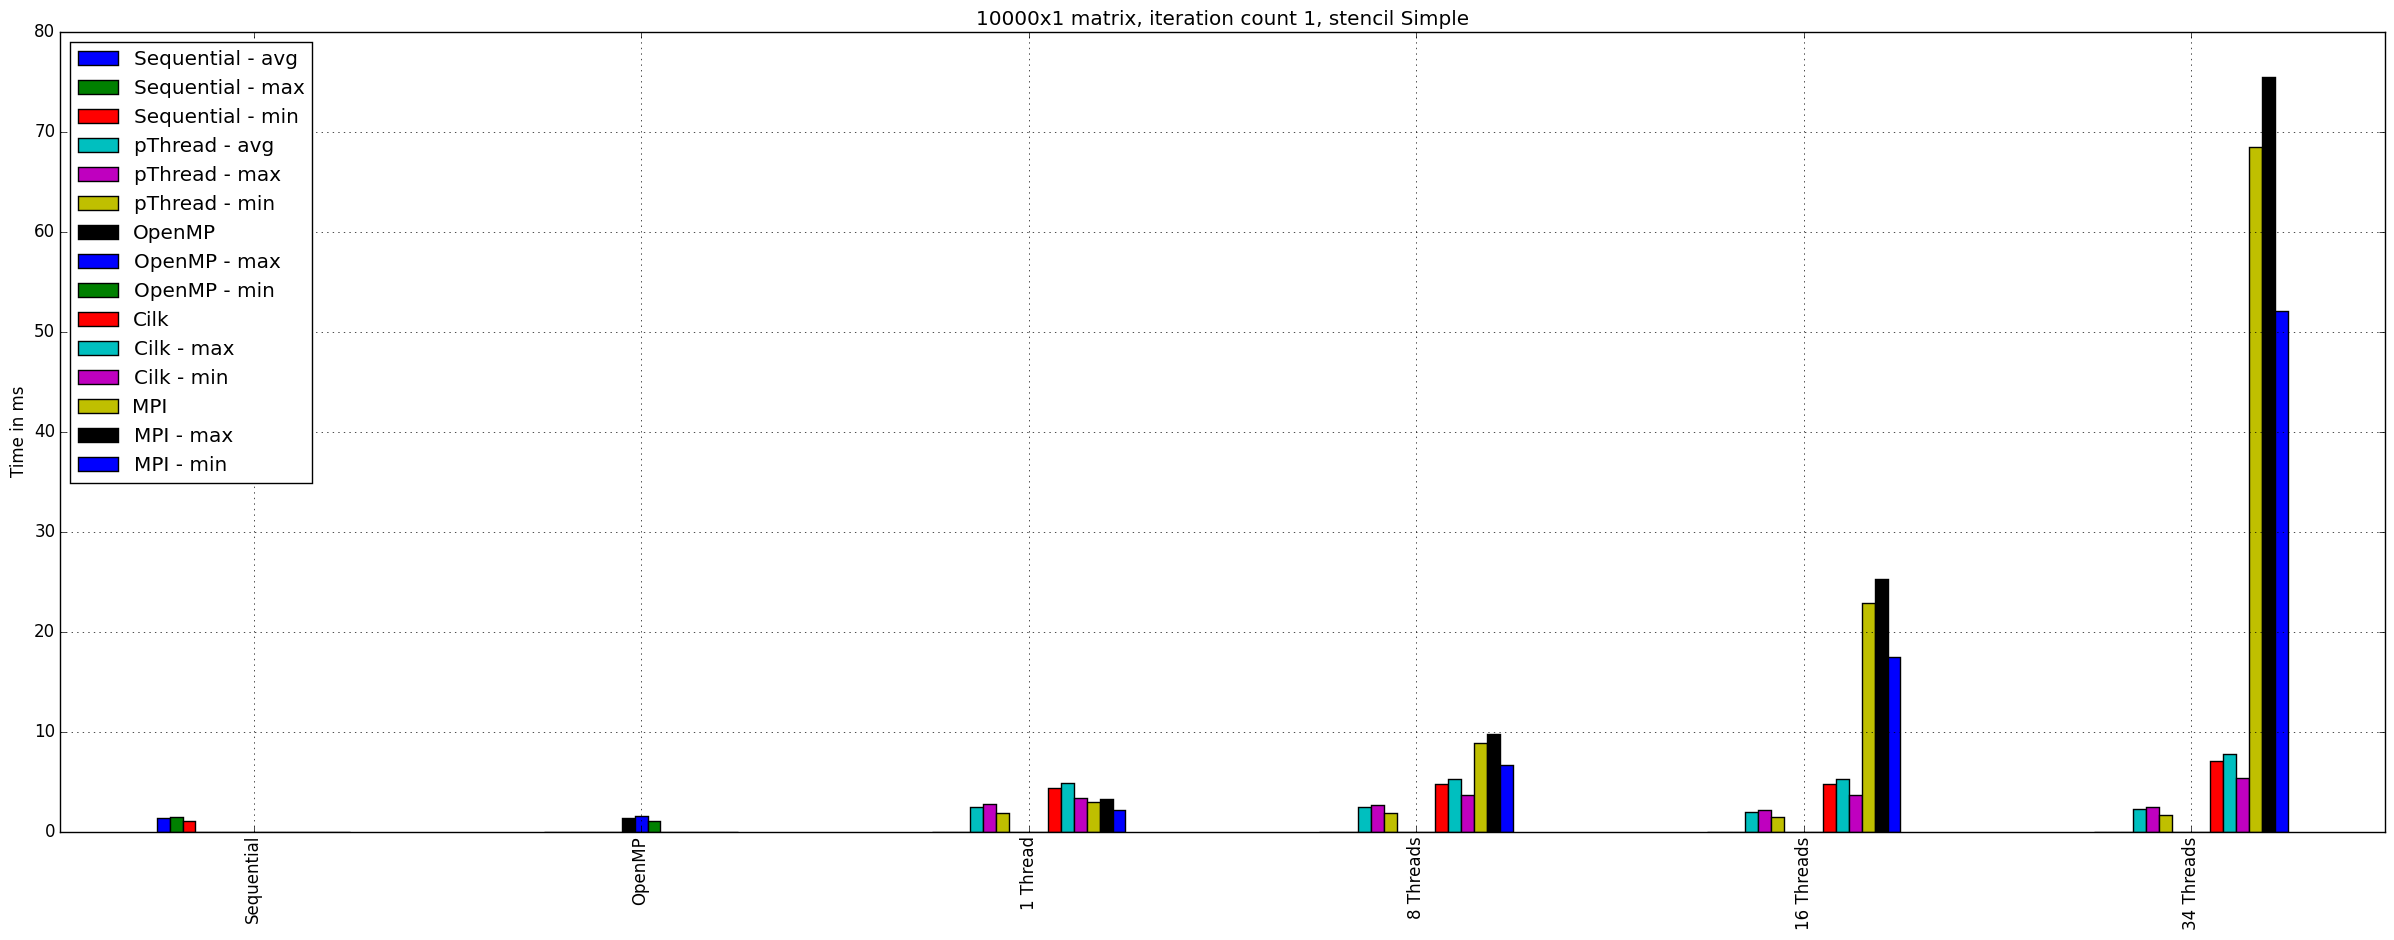 10000x1 matrix, iteration count 1, stencil Simple
80
70
60
50
40
30
20
10
0
Time in ms
Sequential - avg
Sequential - max
Sequential - min
pThread - avg
pThread - max
pThread - min
OpenMP
OpenMP - max
OpenMP - min
Cilk
Cilk - max
Cilk - min
MPI
MPI - max
MPI - min
Sequential
OpenMP
1 Thread
8 Threads
16 Threads
34 Threads